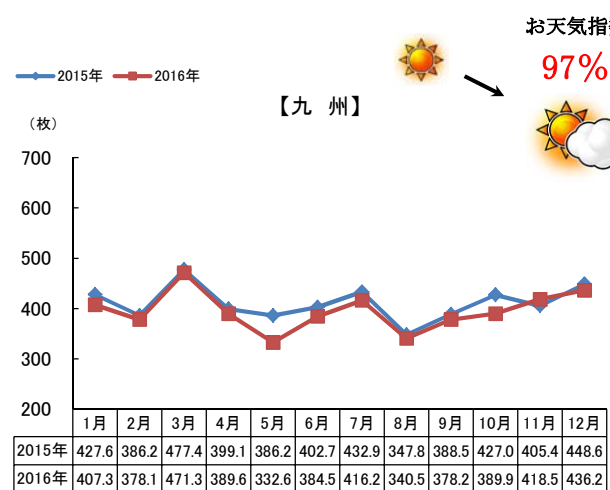 お天気指
97%
2015年 2016年
【九 州】
（枚）
700
600
500
400
300
200
1月 2月 3月 4月 5月 6月 7月 8月 9月 10月 11月 12月
2015年 427.6 386.2 477.4 399.1 386.2 402.7 432.9 347.8 388.5 427.0 405.4 448.6
2016年 407.3 378.1 471.3 389.6 332.6 384.5 416.2 340.5 378.2 389.9 418.5 436.2